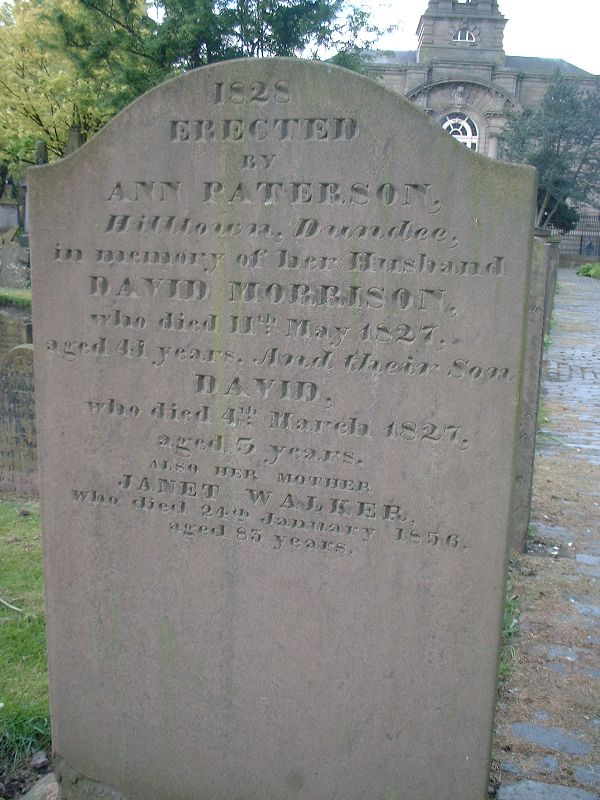 1828
ERECTED
BY
ANN PATERSON,
Hilltown, Dundee,
in memory of her Husband
DAVID MORRISON,
who died 11th May 1827,
aged 41 years. And their Son
DAVID,
who died 4th March 1827,
aged 3 years.
ALSO HER MOTHER
JANET WALKER,
who died 24th January 1856.
aged 85 years.